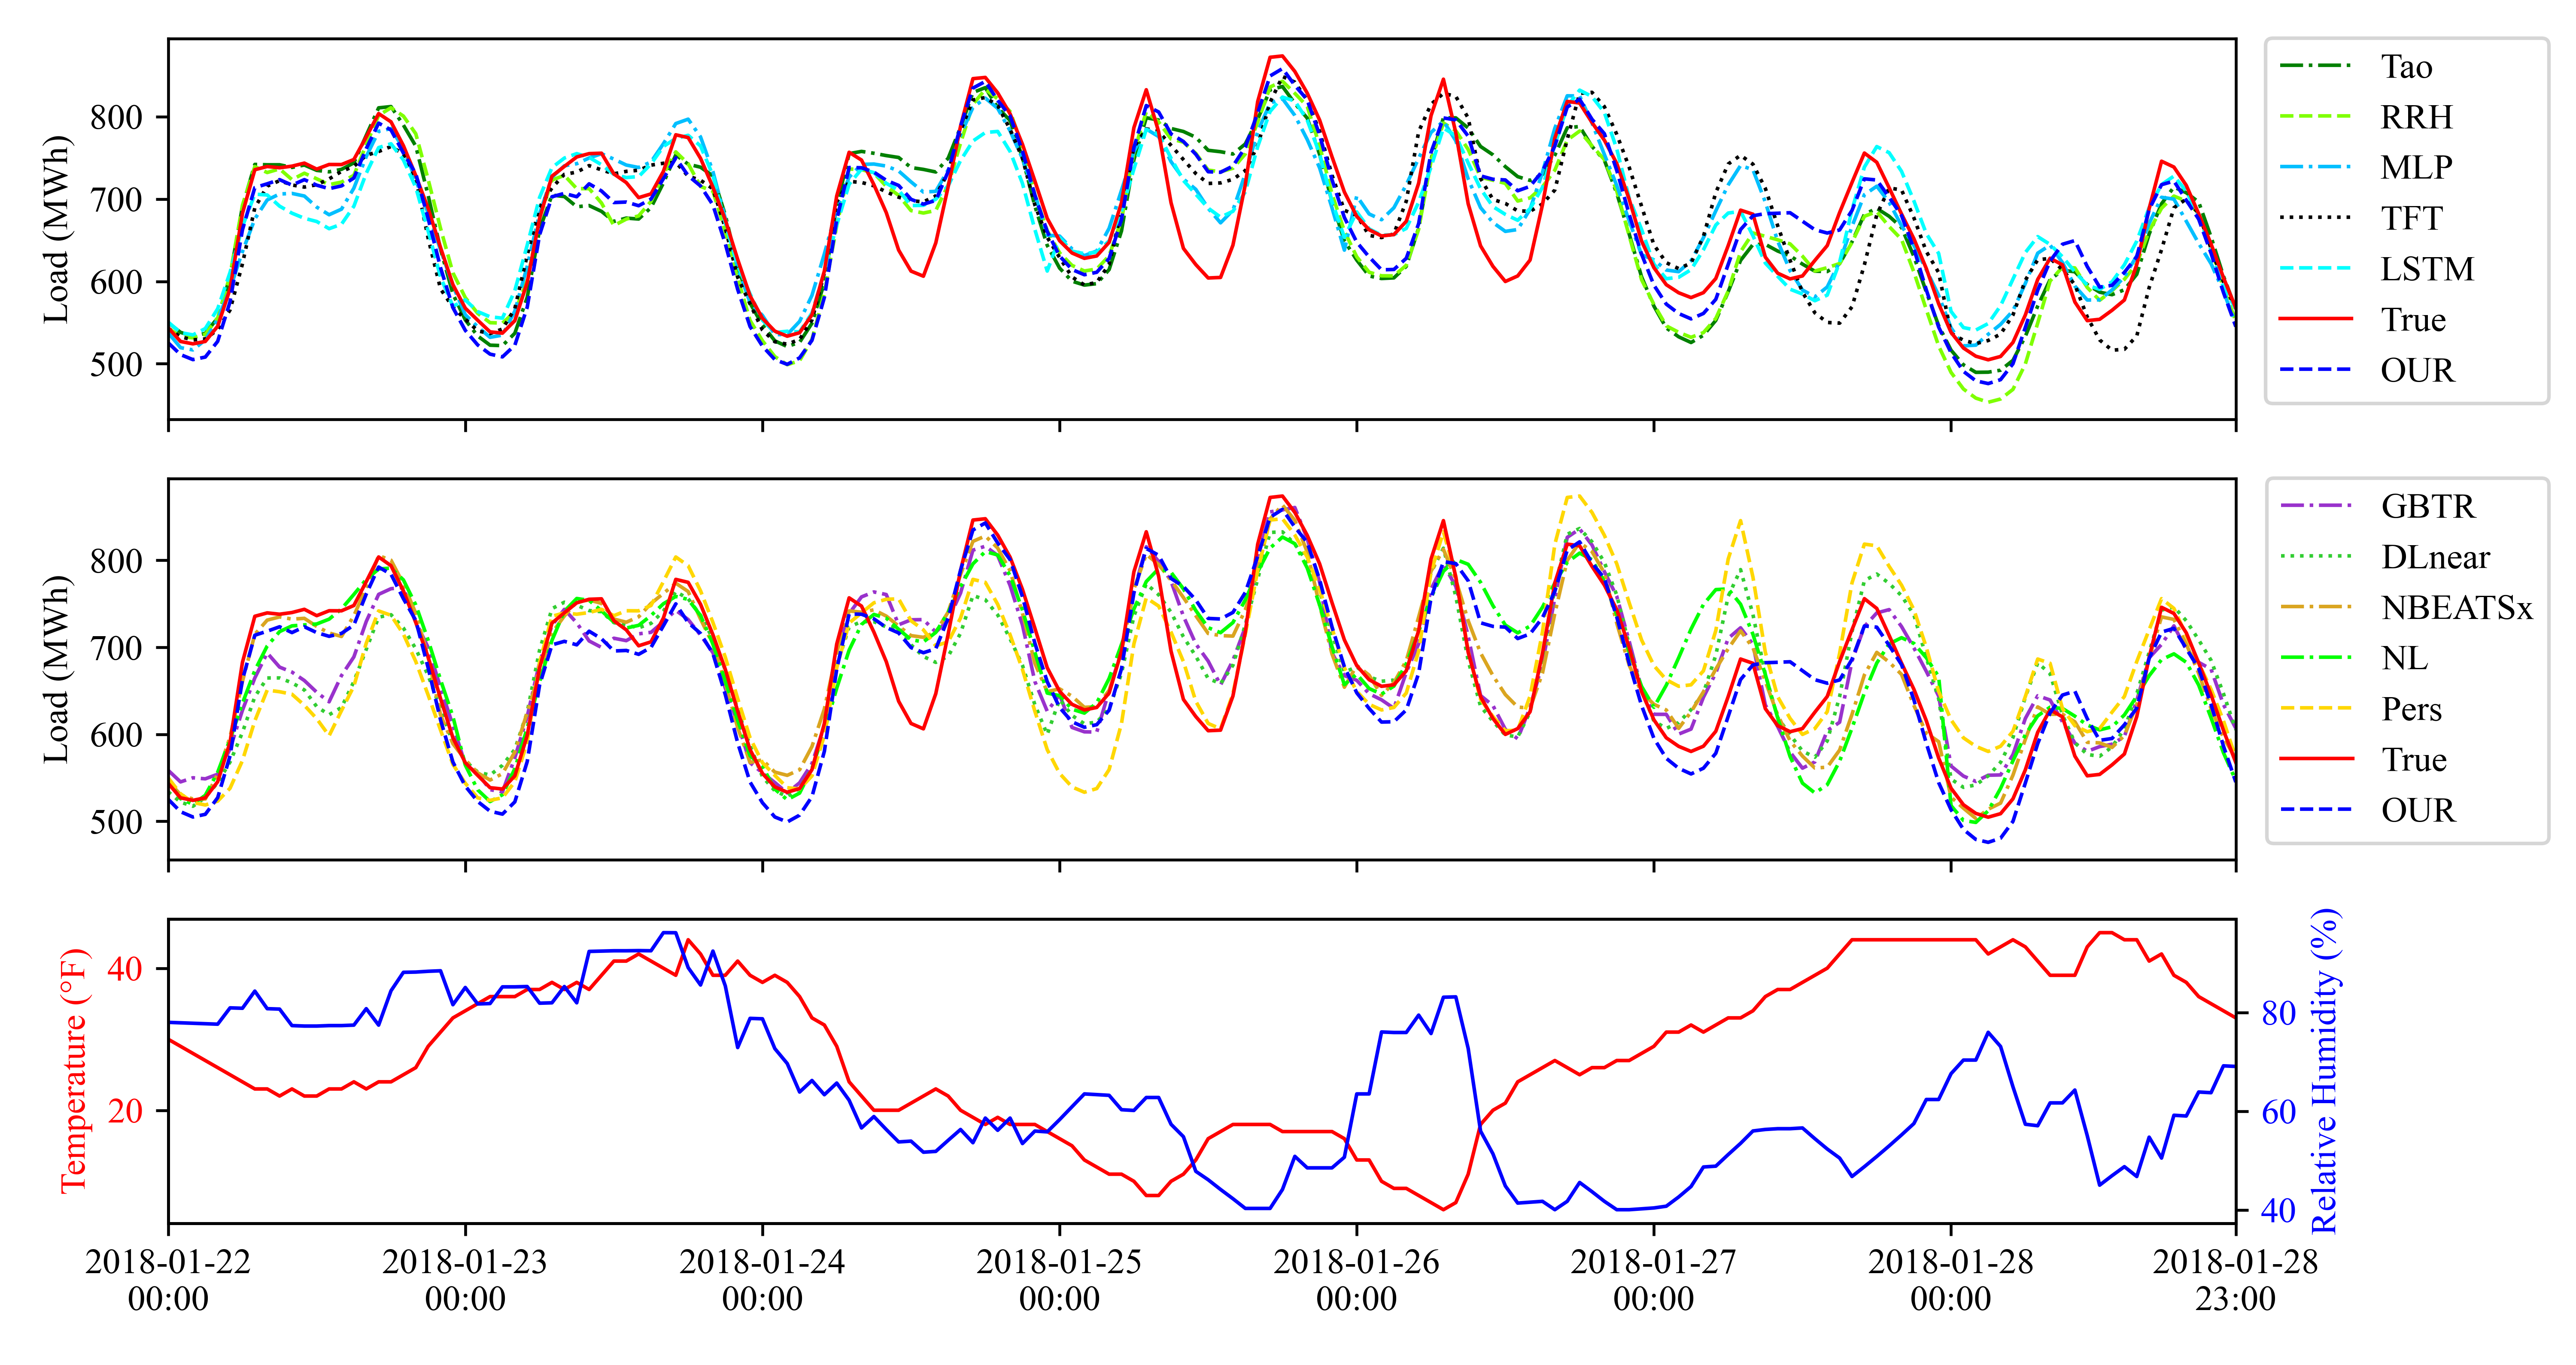 Load (MWh)
800
700
600
500
Tao
RRH
MLP
TFT
LSTM
True
OUR
Load (MWh)
800
700
600
500
GBTR
DLnear
NBEATSx
NL
Pers
True
OUR
Temperature (°F)
40
20
Relative Humidity (%)
80
60
40
2018-01-22 2018-01-23 2018-01-24 2018-01-25 2018-01-26 2018-01-27 2018-01-28 2018-01-28
00:00 00:00 00:00 00:00 00:00 00:00 00:00 23:00